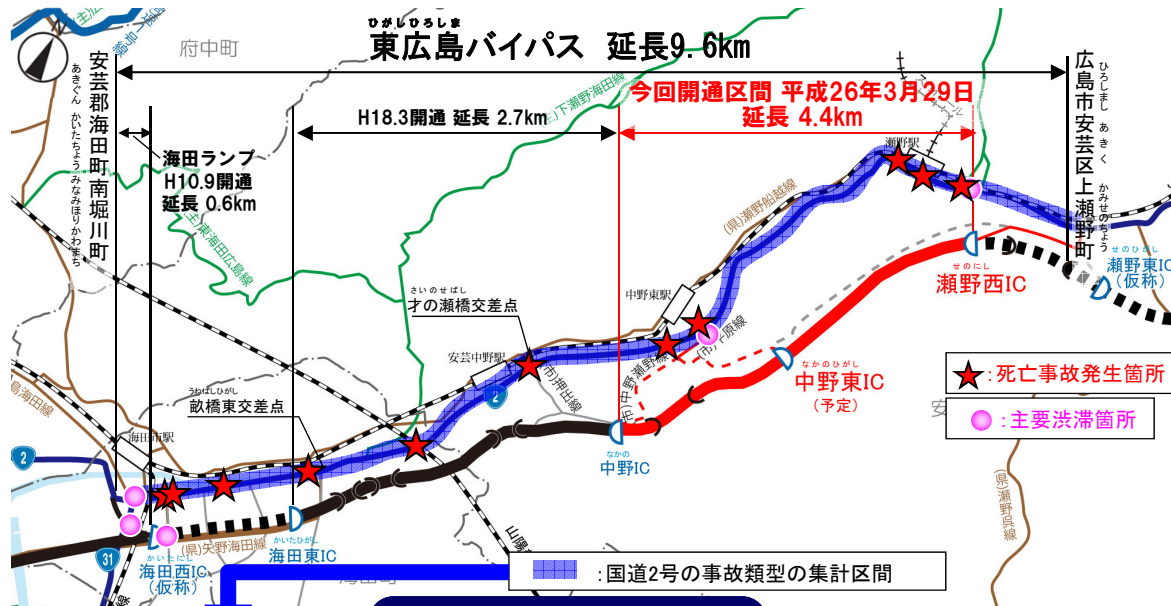 ひがしひろしま
東広島バイパス 延長9.6km
府中町
安芸郡海田町南堀川町
あきぐん かいたちょう みなみほりかわまち
広島市安芸区上瀬野町
ひろしまし あきく かみせのちょう
今回開通区間 平成26年3月29日
延長 4.4km
H18.3開通 延長 2.7km
海田ランプ
H10.9開通
延長 0.6km
(主)東海田広島線
(主)下瀬野海田線
(県)瀬野船越線
瀬野駅
せのにし
瀬野西IC
せのひがし
瀬野東IC
(仮称)
さいのせばし
才の瀬橋交差点
中野東駅
安芸中野駅
(市)押出線
2
なかのひがし
中野東IC
(予定)
なかの
中野IC
うねばしひがし
畝橋東交差点
海田市駅
島海田線
2
31
(県)矢野海田線
かいたにし
海田西IC
(仮称)
かいたひがし
海田東IC
山陽
(県)瀬野呉線
:死亡事故発生箇所
:主要渋滞箇所
:国道2号の事故類型の集計区間